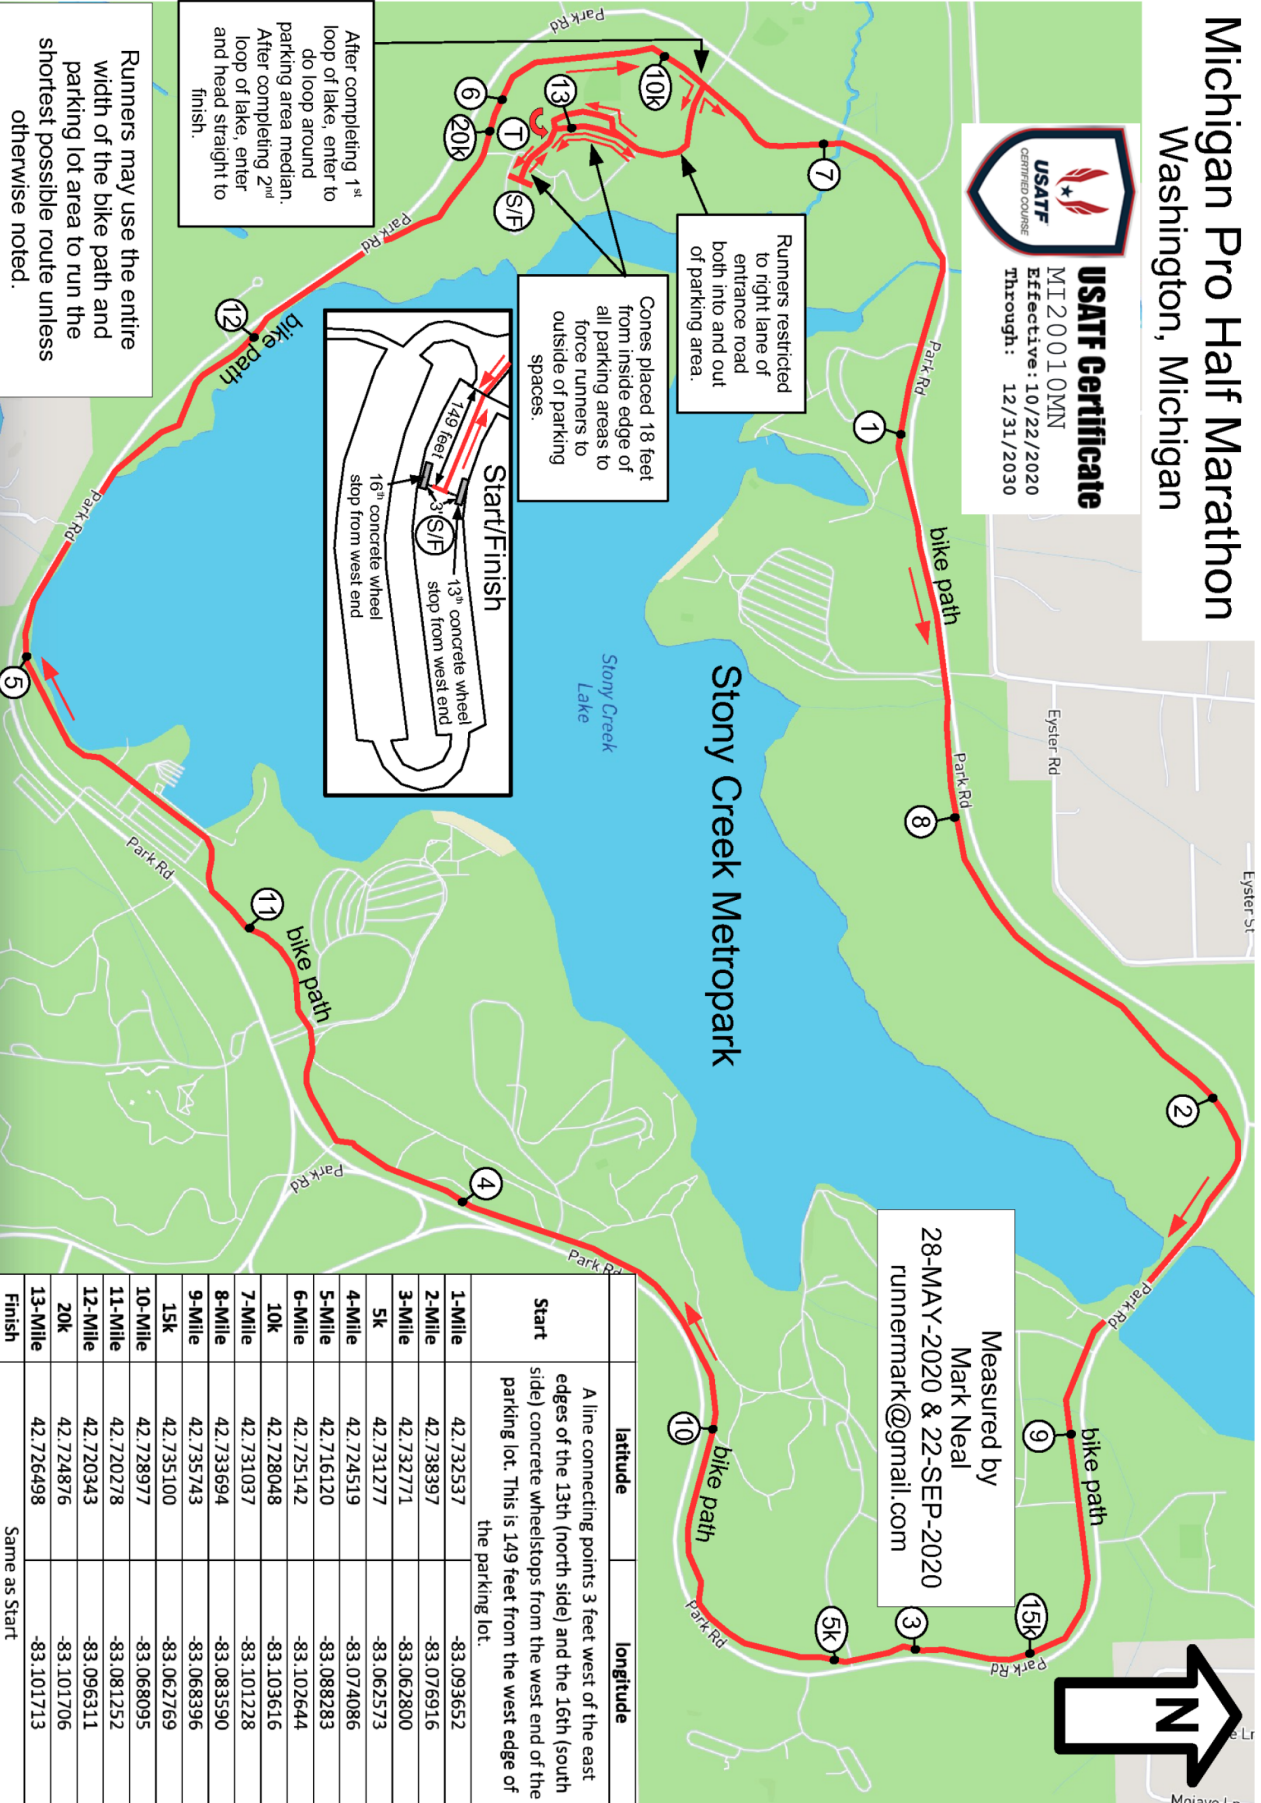 Michigan Pro Half Marathon
Washington, Michigan
USATF
CERTIFIED COURSE
USATF Certificate
MI20010MN
Effective: 10/22/2020
Through: 12/31/2030
Eyster St
Eyster Rd
N
Park Rd
Park Rd
Park Rd
Park Rd
Park Rd
Park Rd
Park Rd
Park Rd
Park Rd
Park Rd
Park Rd
bike path
bike path
bike path
bike path
bike path
1
2
3
4
5
6
7
8
9
10
11
12
13
5k
10k
15k
20k
T
S/F
Measured by
Mark Neal
28-MAY-2020 & 22-SEP-2020
runnermark@gmail.com
Stony Creek Metropark
Stony Creek
Lake
Runners restricted
to right lane of
entrance road
both into and out
of parking area.
Cones placed 18 feet
from inside edge of
all parking areas to
force runners to
outside of parking
spaces.
Start/Finish
149 feet
3'
S/F
13th concrete wheel
stop from west end
16th concrete wheel
stop from west end
After completing 1st
loop of lake, enter to
do loop around
parking area median.
After completing 2nd
loop of lake, enter
and head straight to
finish.
Runners may use the entire
width of the bike path and
parking lot area to run the
shortest possible route unless
otherwise noted.
latitude longitude
Start A line connecting points 3 feet west of the east
edges of the 13th (north side) and the 16th (south
side) concrete wheelstops from the west end of the
parking lot. This is 149 feet from the west edge of
the parking lot.
1-Mile 42.732537 -83.093652
2-Mile 42.738397 -83.076916
3-Mile 42.732771 -83.062800
5k 42.731277 -83.062573
4-Mile 42.724519 -83.074086
5-Mile 42.716120 -83.088283
6-Mile 42.725142 -83.102644
10k 42.728048 -83.103616
7-Mile 42.731037 -83.101228
8-Mile 42.733694 -83.083590
9-Mile 42.735743 -83.068396
15k 42.735100 -83.062769
10-Mile 42.728977 -83.068095
11-Mile 42.720278 -83.081252
12-Mile 42.720343 -83.096311
20k 42.724876 -83.101706
13-Mile 42.726498 -83.101713
Finish Same as Start